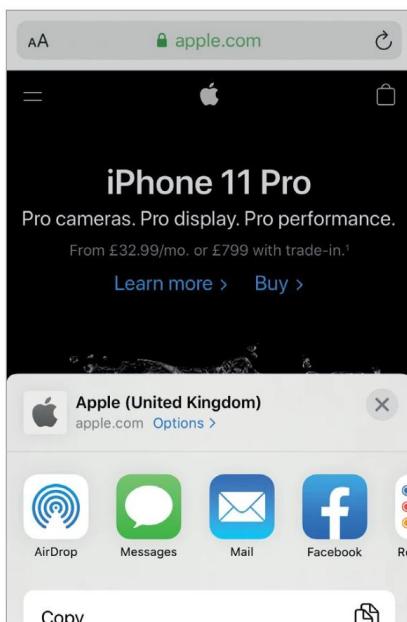 AA apple.com
iPhone 11 Pro
Pro cameras. Pro display. Pro performance.
From £32.99/mo. or £799 with trade-in.¹
Learn more > Buy >
Apple (United Kingdom)
apple.com Options >
AirDrop Messages Mail Facebook
Copy